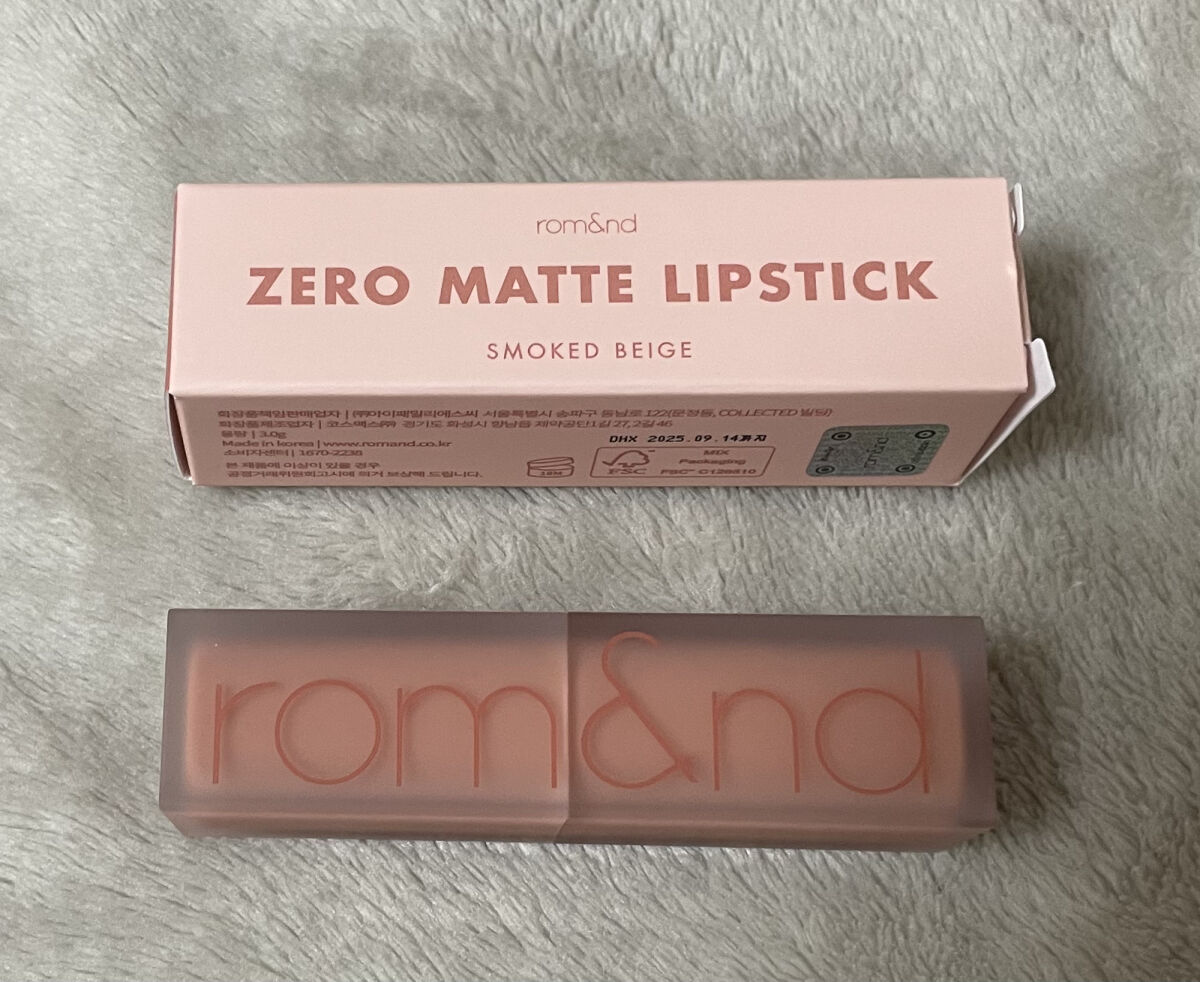 rom&nd
ZERO MATTE LIPSTICK
SMOKED BEIGE
화장품책임판매업자 | ㈜아이패밀리에스씨 서울특별시 송파구 동남로 122(문정동, COLLECTED 빌딩)
화장품제조업자 | 코스맥스㈜ 경기도 화성시 향남읍 제약공단1길 27, 2길 46
용량 | 3.0g
Made in korea | www.romand.co.kr
소비자센터 | 1670-2238
본 제품에 이상이 있을 경우
공정거래위원회고시에 의거 보상해 드립니다.
DHX 2025.09.14까지
FSC
MIX
Packaging
FSC™ C128610
rom&nd
rom&nd